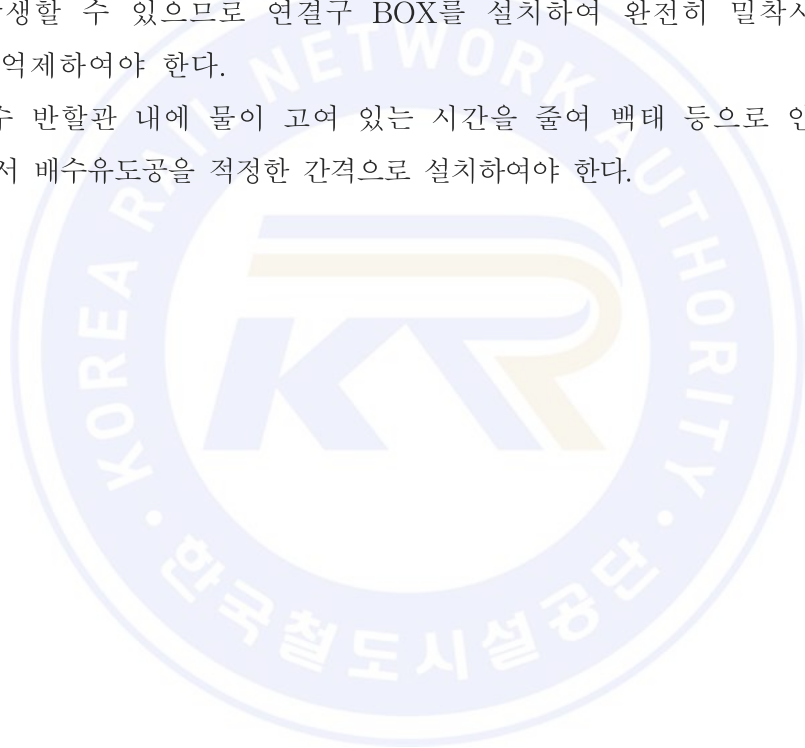 생할 수 있으므로 연결구 BOX를 설치하여 완전히 밀착시
억제하여야 한다.
수 반할관 내에 물이 고여 있는 시간을 줄여 백태 등으로 인
서 배수유도공을 적정한 간격으로 설치하여야 한다.
KOREA RAIL NETWORK AUTHORITY
KR
한국철도시설공단